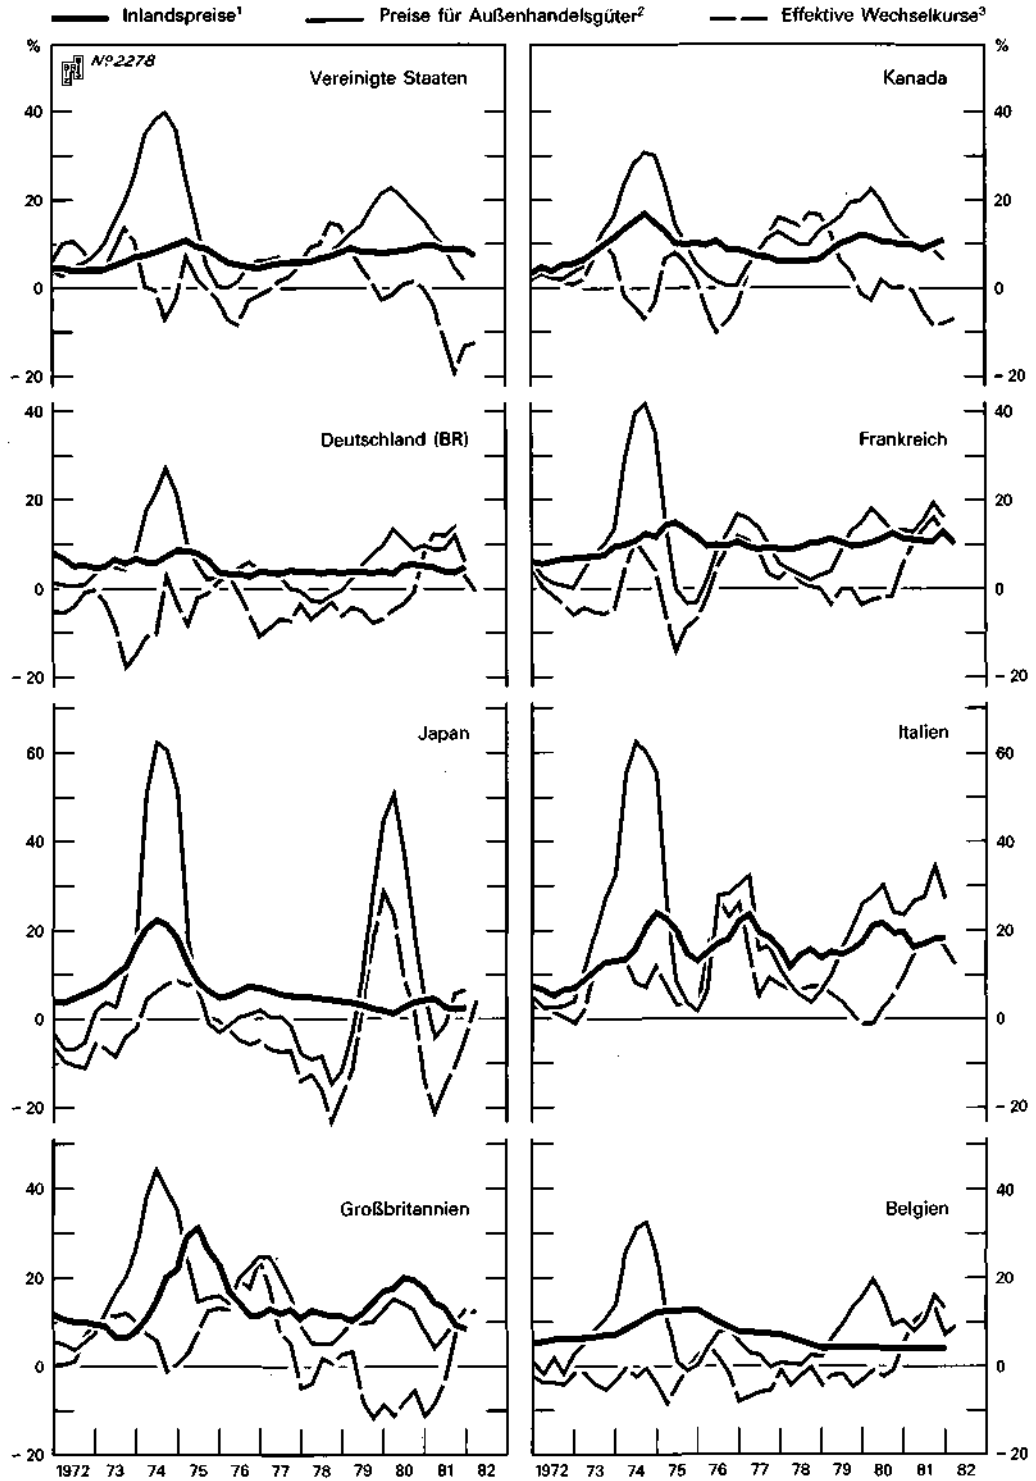 Inlandspreise¹ Preise für Außenhandelsgüter² Effektive Wechselkurse³
% %
Nº 2278
Vereinigte Staaten Kanada
40 40
20 20
0 0
- 20 - 20
40 40
Deutschland (BR) Frankreich
20 20
0 0
- 20 - 20
Japan Italien
60 60
40 40
20 20
0 0
- 20 - 20
40 40
Großbritannien Belgien
20 20
0 0
- 20 - 20
1972 73 74 75 76 77 78 79 80 81 82 1972 73 74 75 76 77 78 79 80 81 82